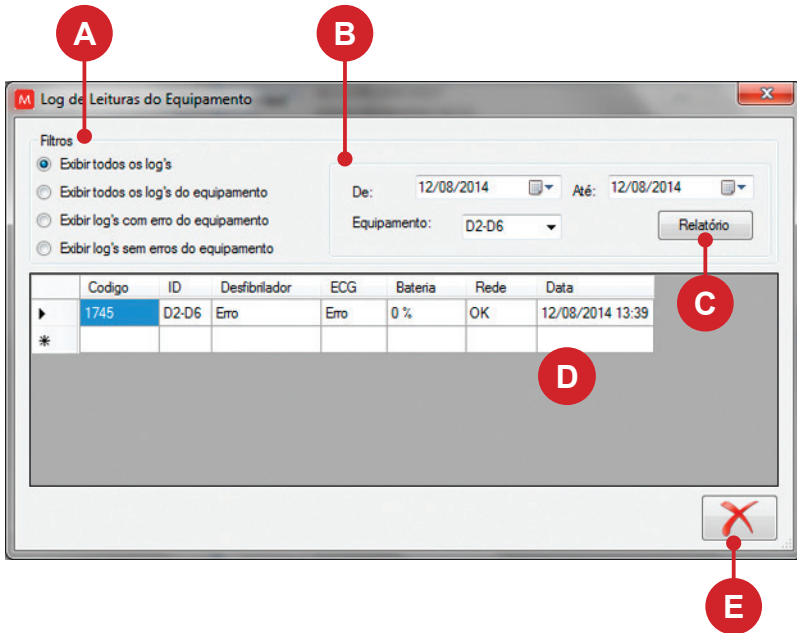 A
B
M Log de Leituras do Equipamento
Filtros
Exibir todos os log's
Exibir todos os log's do equipamento
Exibir log's com erro do equipamento
Exibir log's sem erros do equipamento
De: 12/08/2014 Até: 12/08/2014
Equipamento: D2-D6 Relatório
C
Codigo ID Desfibrilador ECG Bateria Rede Data
1745 D2-D6 Erro Erro 0 % OK 12/08/2014 13:39
D
E